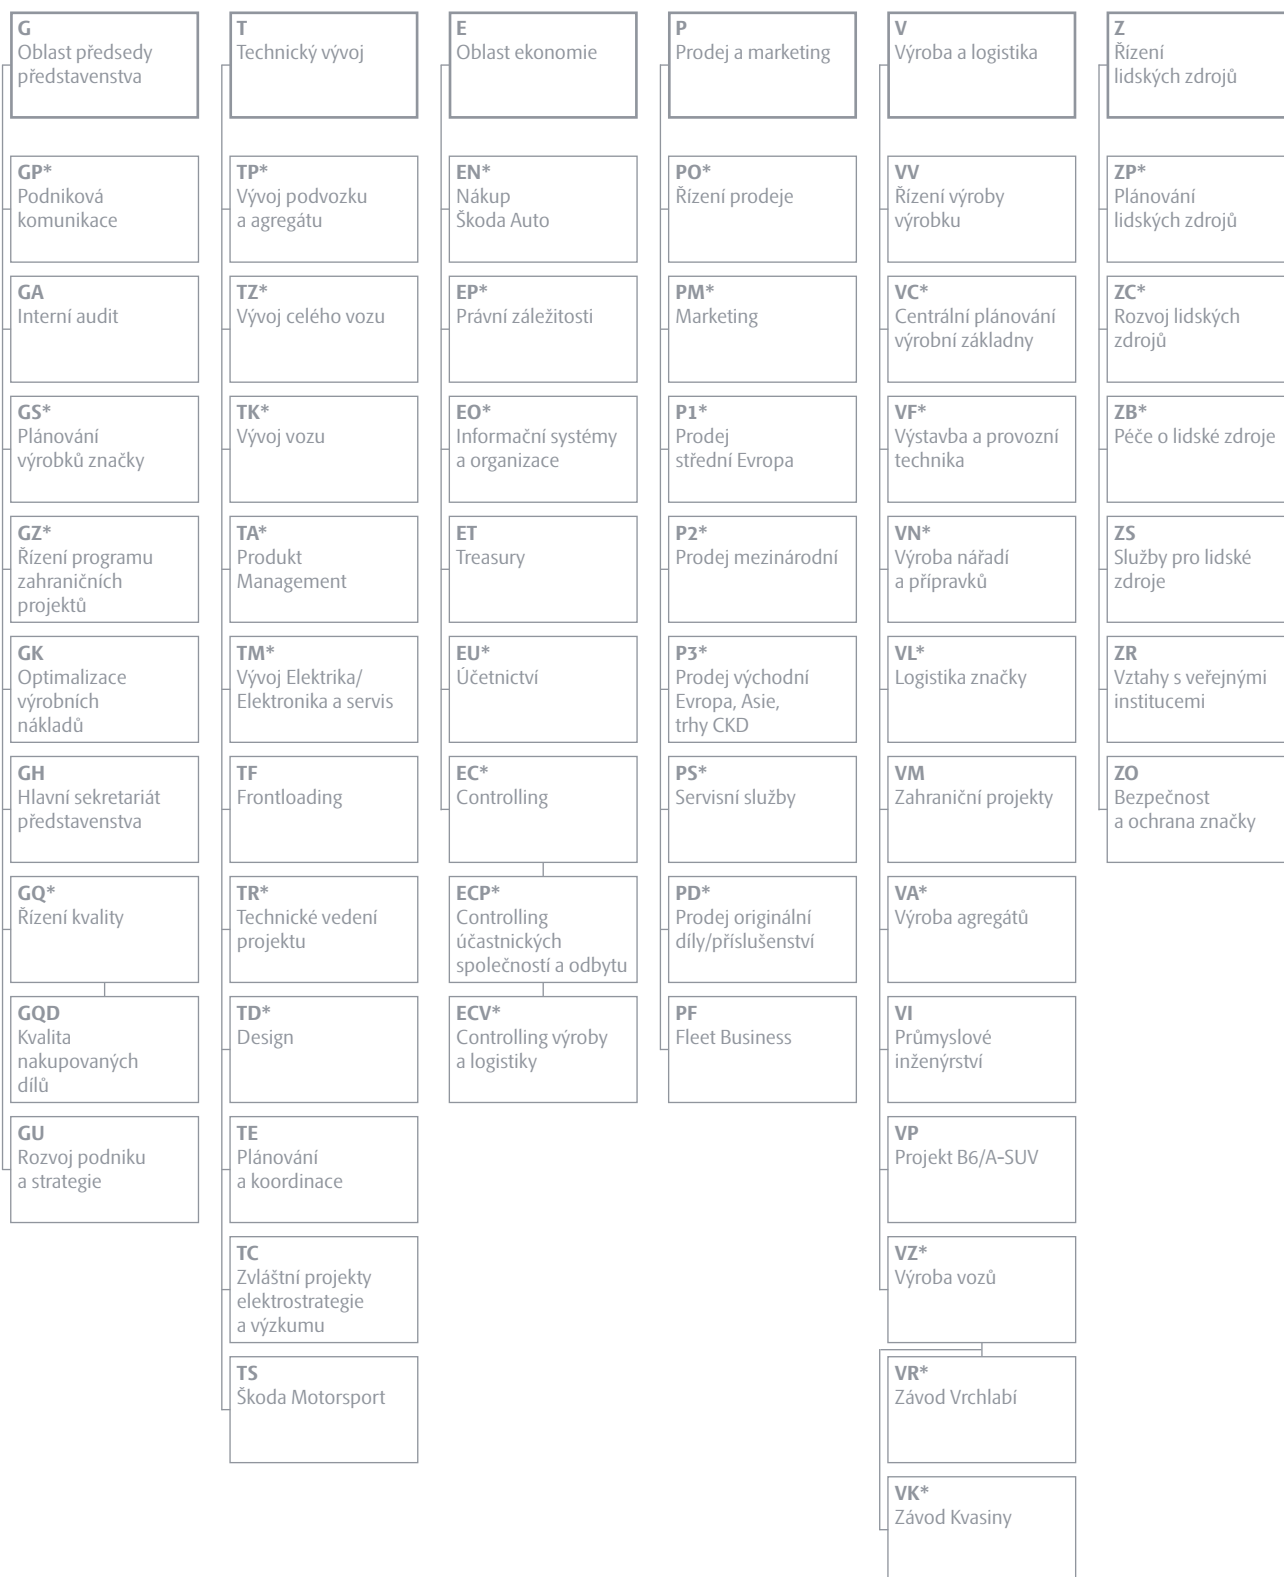 G
Oblast předsedy
představenstva
GP*
Podniková
komunikace
GA
Interní audit
GS*
Plánování
výrobků značky
GZ*
Řízení programu
zahraničních
projektů
GK
Optimalizace
výrobních
nákladů
GH
Hlavní sekretariát
představenstva
GQ*
Řízení kvality
GQD
Kvalita
nakupovaných
dílů
GU
Rozvoj podniku
a strategie
T
Technický vývoj
TP*
Vývoj podvozku
a agregátu
TZ*
Vývoj celého vozu
TK*
Vývoj vozu
TA*
Produkt
Management
TM*
Vývoj Elektrika/
Elektronika a servis
TF
Frontloading
TR*
Technické vedení
projektu
TD*
Design
TE
Plánování
a koordinace
TC
Zvláštní projekty
elektrostrategie
a výzkumu
TS
Škoda Motorsport
E
Oblast ekonomie
EN*
Nákup
Škoda Auto
EP*
Právní záležitosti
EO*
Informační systémy
a organizace
ET
Treasury
EU*
Účetnictví
EC*
Controlling
ECP*
Controlling
účastnických
společností a odbytu
ECV*
Controlling výroby
a logistiky
P
Prodej a marketing
PO*
Řízení prodeje
PM*
Marketing
P1*
Prodej
střední Evropa
P2*
Prodej mezinárodní
P3*
Prodej východní
Evropa, Asie,
trhy CKD
PS*
Servisní služby
PD*
Prodej originální
díly/příslušenství
PF
Fleet Business
V
Výroba a logistika
VV
Řízení výroby
výrobku
VC*
Centrální plánování
výrobní základny
VF*
Výstavba a provozní
technika
VN*
Výroba nářadí
a přípravků
VL*
Logistika značky
VM
Zahraniční projekty
VA*
Výroba agregátů
VI
Průmyslové
inženýrství
VP
Projekt B6/A-SUV
VZ*
Výroba vozů
VR*
Závod Vrchlabí
VK*
Závod Kvasiny
Z
Řízení
lidských zdrojů
ZP*
Plánování
lidských zdrojů
ZC*
Rozvoj lidských
zdrojů
ZB*
Péče o lidské zdroje
ZS
Služby pro lidské
zdroje
ZR
Vztahy s veřejnými
institucemi
ZO
Bezpečnost
a ochrana značky